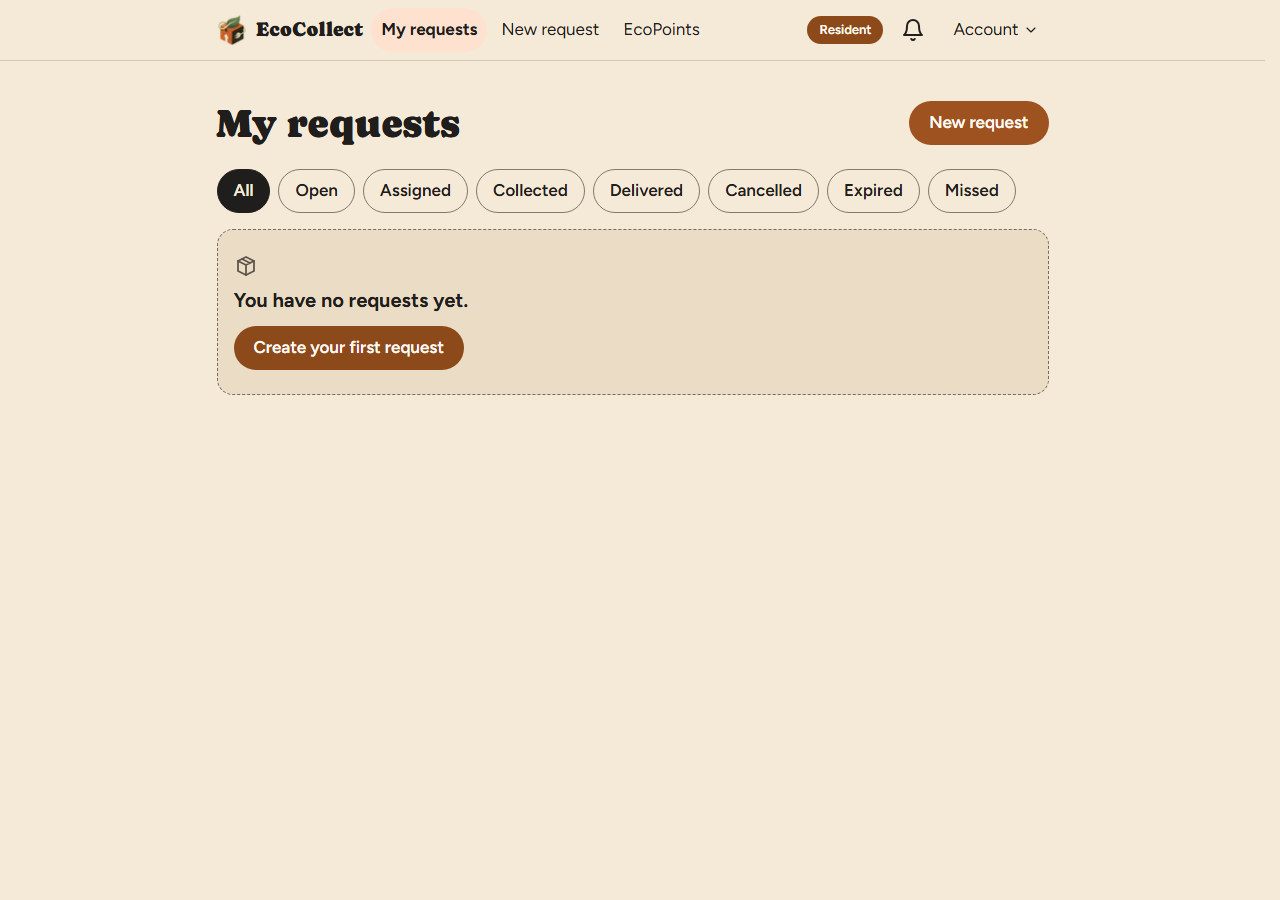 EcoCollect My requests New request EcoPoints Resident Account
My requests New request
All Open Assigned Collected Delivered Cancelled Expired Missed
You have no requests yet.
Create your first request